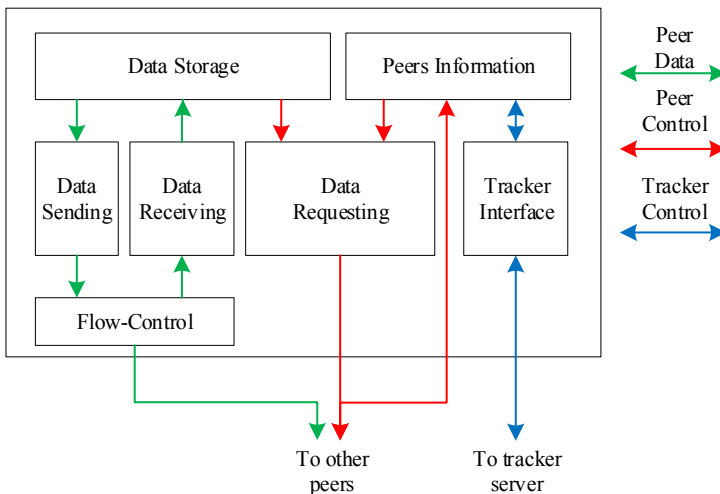 Data Storage
Peers Information
Data
Sending
Data
Receiving
Data
Requesting
Tracker
Interface
Flow-Control
To other
peers
To tracker
server
Peer
Data
Peer
Control
Tracker
Control